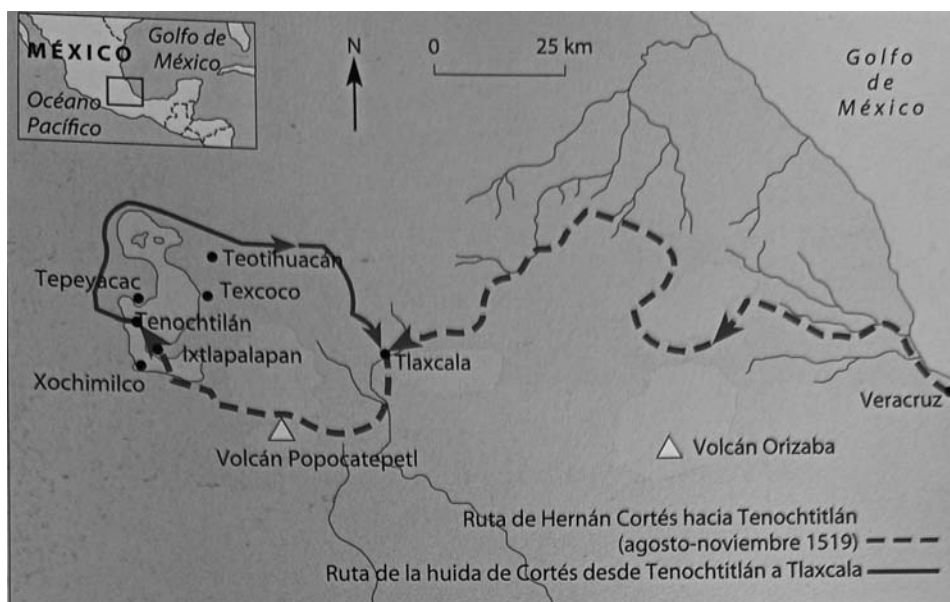 MÉXICO
Golfo de
México
Océano
Pacífico
N
0 25 km
Golfo
de
México
Teotihuacán
Tepeyacac
Texcoco
Tenochtilán
Ixtlapalapan
Tlaxcala
Xochimilco
Veracruz
Volcán Popocatepetl
Volcán Orizaba
Ruta de Hernán Cortés hacia Tenochtitlán
(agosto-noviembre 1519)
Ruta de la huida de Cortés desde Tenochtitlán a Tlaxcala